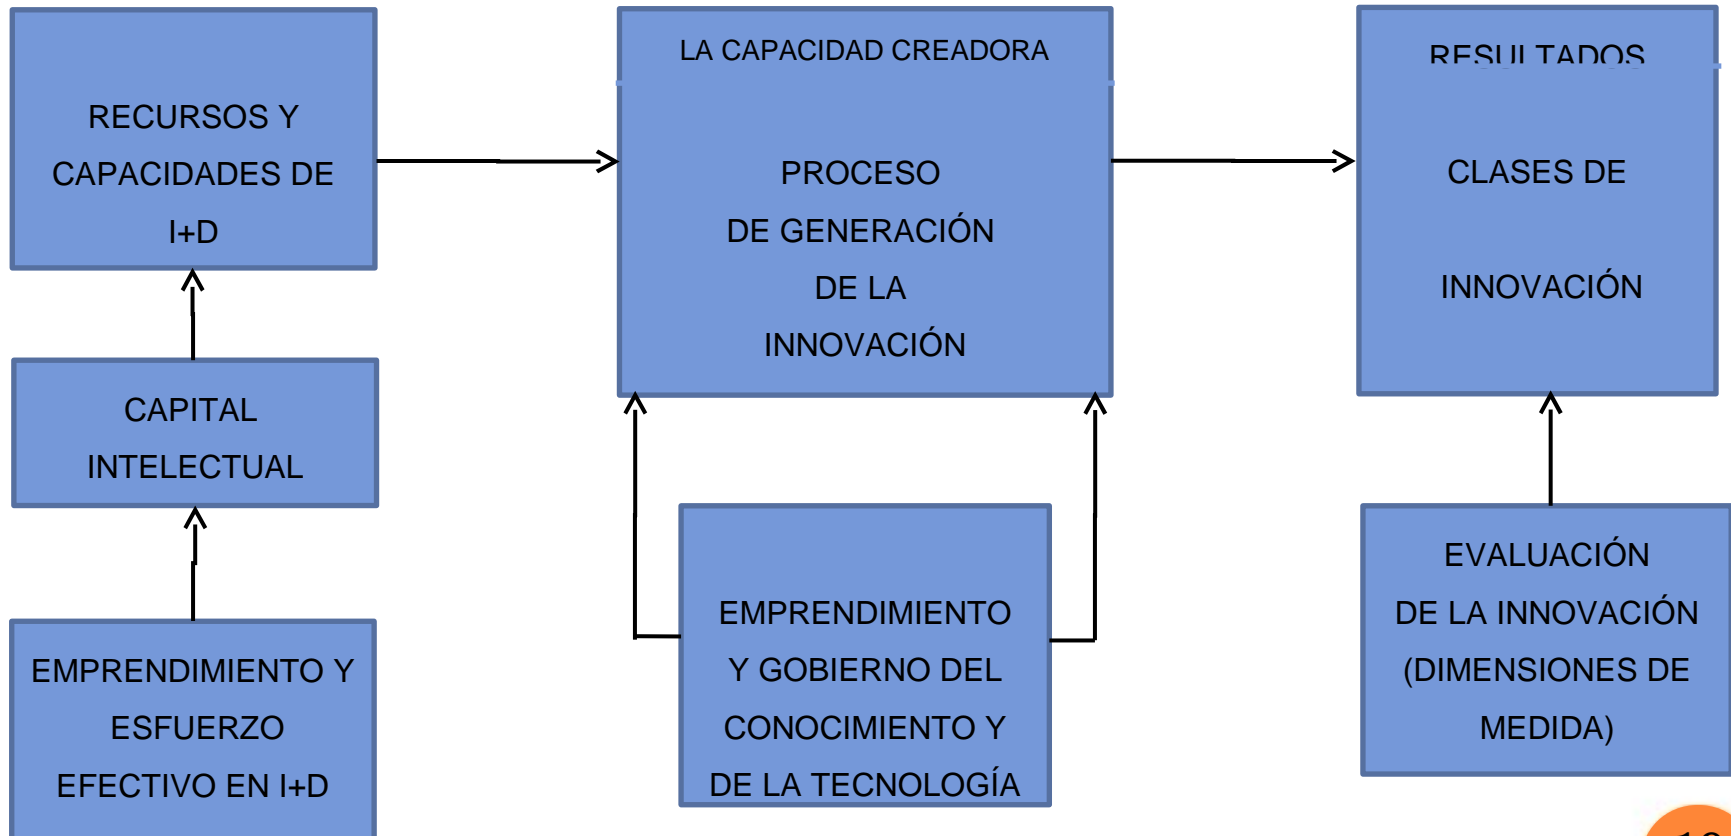 RECURSOS Y
CAPACIDADES DE
I+D
CAPITAL
INTELECTUAL
EMPRENDIMIENTO Y
ESFUERZO
EFECTIVO EN I+D
LA CAPACIDAD CREADORA
PROCESO
DE GENERACIÓN
DE LA
INNOVACIÓN
EMPRENDIMIENTO
Y GOBIERNO DEL
CONOCIMIENTO Y
DE LA TECNOLOGÍA
RESULTADOS
CLASES DE
INNOVACIÓN
EVALUACIÓN
DE LA INNOVACIÓN
(DIMENSIONES DE
MEDIDA)